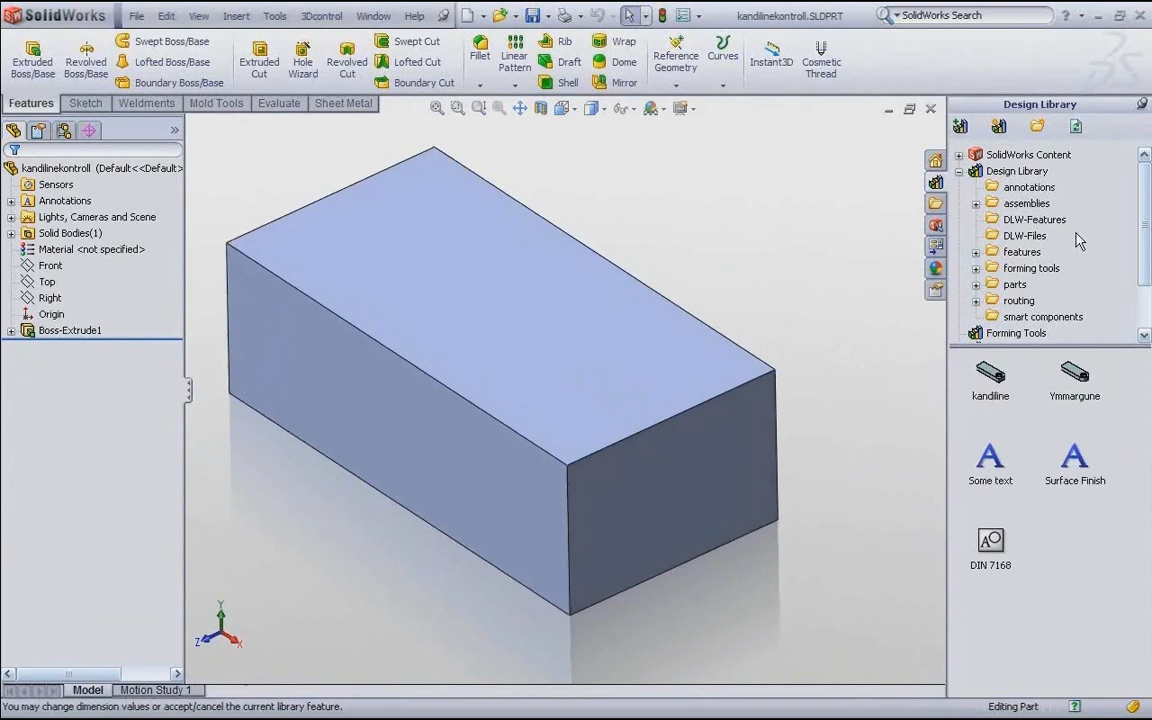 SolidWorks File Edit View Insert Tools 3Dcontrol Window Help kandilinekontroll.SLDPRT SolidWorks Search
Extruded Boss/Base
Revolved Boss/Base
Swept Boss/Base
Lofted Boss/Base
Boundary Boss/Base
Extruded Cut
Hole Wizard
Revolved Cut
Swept Cut
Lofted Cut
Boundary Cut
Fillet
Linear Pattern
Rib
Draft
Shell
Wrap
Dome
Mirror
Reference Geometry
Curves
Instant3D
Cosmetic Thread
Features Sketch Weldments Mold Tools Evaluate Sheet Metal
kandilinekontroll (Default<<Default>
Sensors
Annotations
Lights, Cameras and Scene
Solid Bodies(1)
Material <not specified>
Front
Top
Right
Origin
Boss-Extrude1
Y
Z
X
Design Library
SolidWorks Content
Design Library
annotations
assemblies
DLW-Features
DLW-Files
features
forming tools
parts
routing
smart components
Forming Tools
kandiline Ymmargune
A A
Some text Surface Finish
DIN 7168
Model Motion Study 1
You may change dimension values or accept/cancel the current library feature. Editing Part